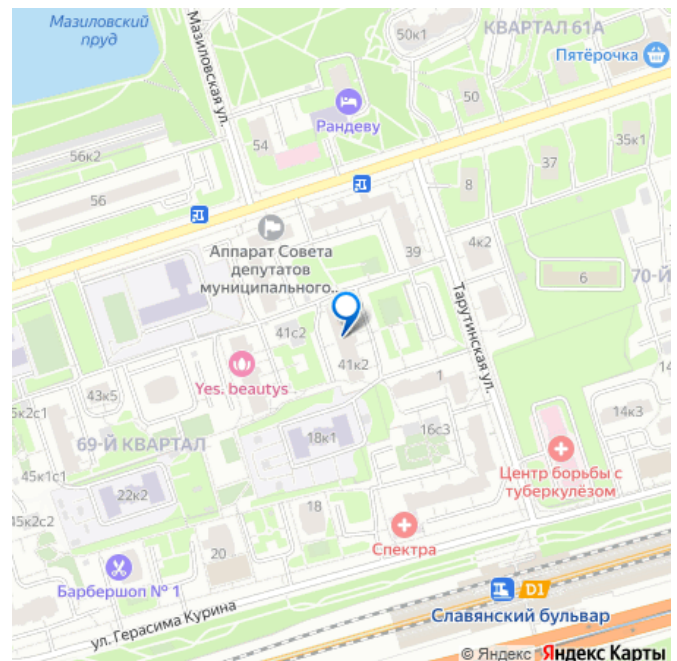 Мазиловский
пруд
Мазиловская ул.
50к1
КВАРТАЛ 61А
Пятёрочка
50
Рандеву
54
35к1
56к2
37
8
56
Аппарат Совета
депутатов
муниципального...
39
4к2
6
70-Й
Тарутинская ул.
41с2
41к2
Yes. beautys
1
43к5
5к2с1
14к3
16с3
18к1
69-Й КВАРТАЛ
45к1с1
Центр борьбы с
туберкулёзом
22к2
18
Спектра
20
Барбершоп № 1
D1
Славянский бульвар
ул. Герасима Курина
© Яндекс Яндекс Карты